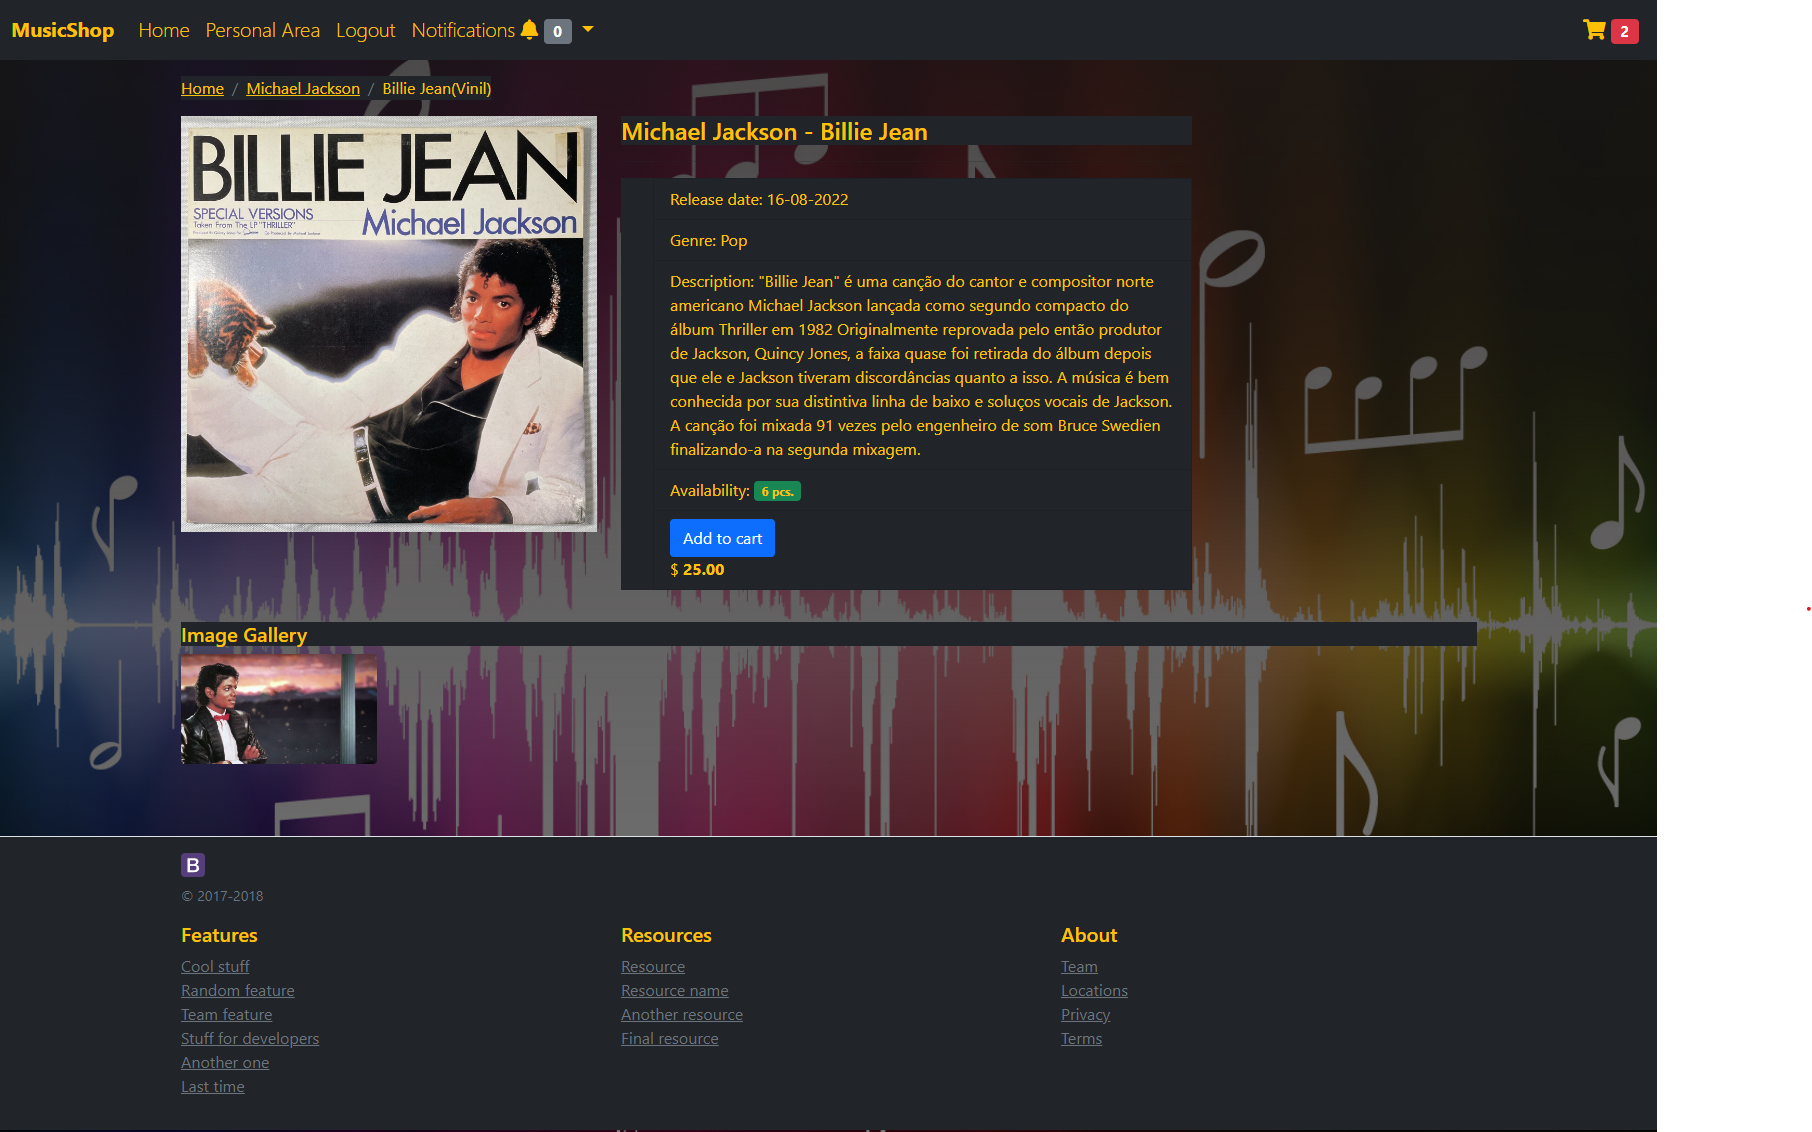 MusicShop Home Personal Area Logout Notifications 0 2
Home / Michael Jackson / Billie Jean(Vinil)
BILLIE JEAN
SPECIAL VERSIONS
Taken From The LP "THRILLER"
Michael Jackson
Michael Jackson - Billie Jean
Release date: 16-08-2022
Genre: Pop
Description: "Billie Jean" é uma canção do cantor e compositor norte
americano Michael Jackson lançada como segundo compacto do
álbum Thriller em 1982 Originalmente reprovada pelo então produtor
de Jackson, Quincy Jones, a faixa quase foi retirada do álbum depois
que ele e Jackson tiveram discordâncias quanto a isso. A música é bem
conhecida por sua distintiva linha de baixo e soluços vocais de Jackson.
A canção foi mixada 91 vezes pelo engenheiro de som Bruce Swedien
finalizando-a na segunda mixagem.
Availability: 6 pcs.
Add to cart
$ 25.00
Image Gallery
B
© 2017-2018
Features
Cool stuff
Random feature
Team feature
Stuff for developers
Another one
Last time
Resources
Resource
Resource name
Another resource
Final resource
About
Team
Locations
Privacy
Terms